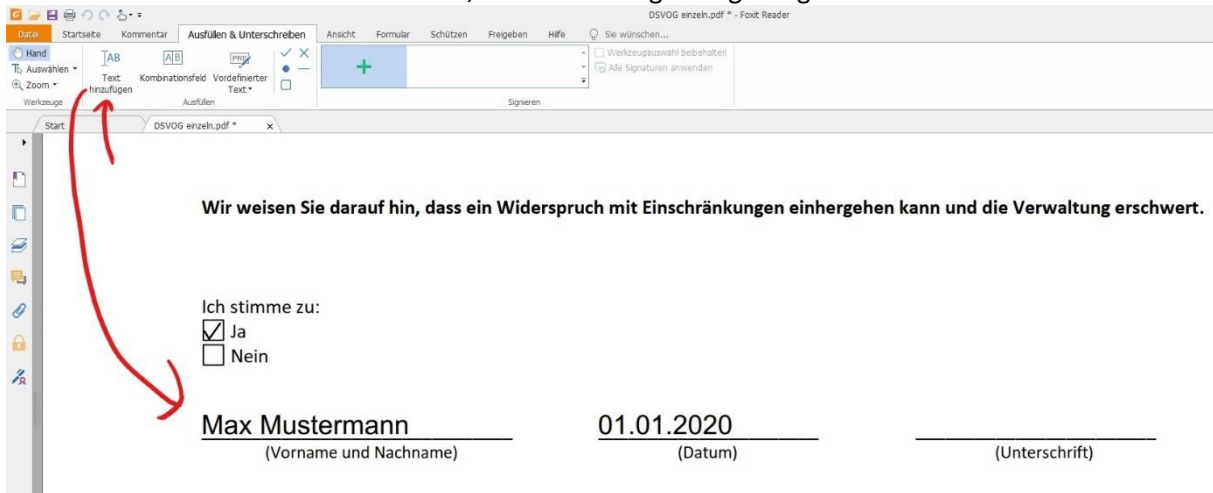 DSVOG einzeln.pdf * - Foxit Reader
Datei Startseite Kommentar Ausfüllen & Unterschreiben Ansicht Formular Schützen Freigeben Hilfe Sie wünschen...
Hand
Auswählen
Zoom
Werkzeuge
AB
Text hinzufügen
AB
Kombinationsfeld
PRE
Vordefinierter Text
Ausfüllen
Werkzeugauswahl beibehalten
Alle Signaturen anwenden
Signieren
Start DSVOG einzeln.pdf * x
Wir weisen Sie darauf hin, dass ein Widerspruch mit Einschränkungen einhergehen kann und die Verwaltung erschwert.
Ich stimme zu:
Ja
Nein
Max Mustermann 01.01.2020
(Vorname und Nachname) (Datum) (Unterschrift)